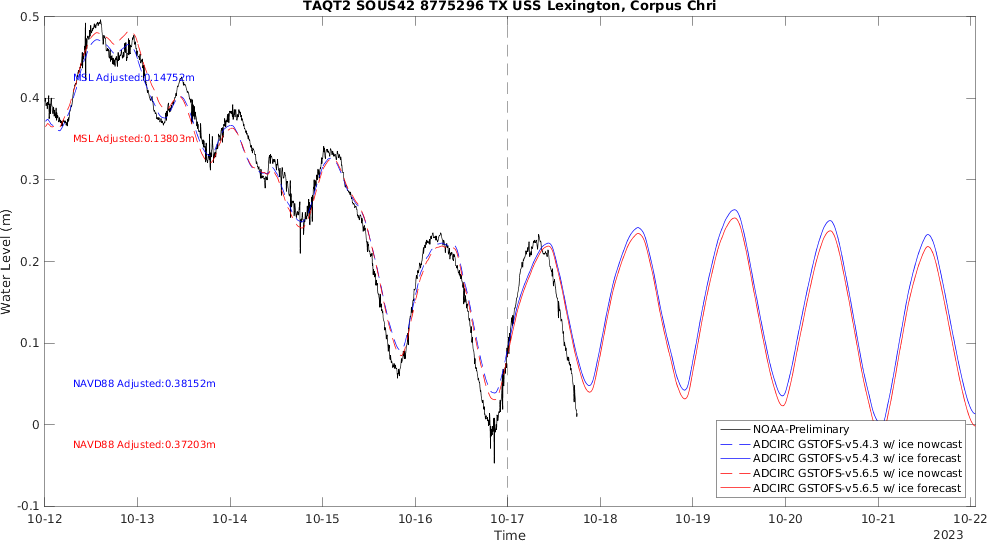 TAQT2 SOUS42 8775296 TX USS Lexington, Corpus Chri
Water Level (m)
0.5
0.4
0.3
0.2
0.1
0
-0.1
MSL Adjusted:0.14752m
MSL Adjusted:0.13803m
NAVD88 Adjusted:0.38152m
NAVD88 Adjusted:0.37203m
NOAA-Preliminary
ADCIRC GSTOFS-v5.4.3 w/ ice nowcast
ADCIRC GSTOFS-v5.4.3 w/ ice forecast
ADCIRC GSTOFS-v5.6.5 w/ ice nowcast
ADCIRC GSTOFS-v5.6.5 w/ ice forecast
10-12 10-13 10-14 10-15 10-16 10-17 10-18 10-19 10-20 10-21 10-22
Time
2023